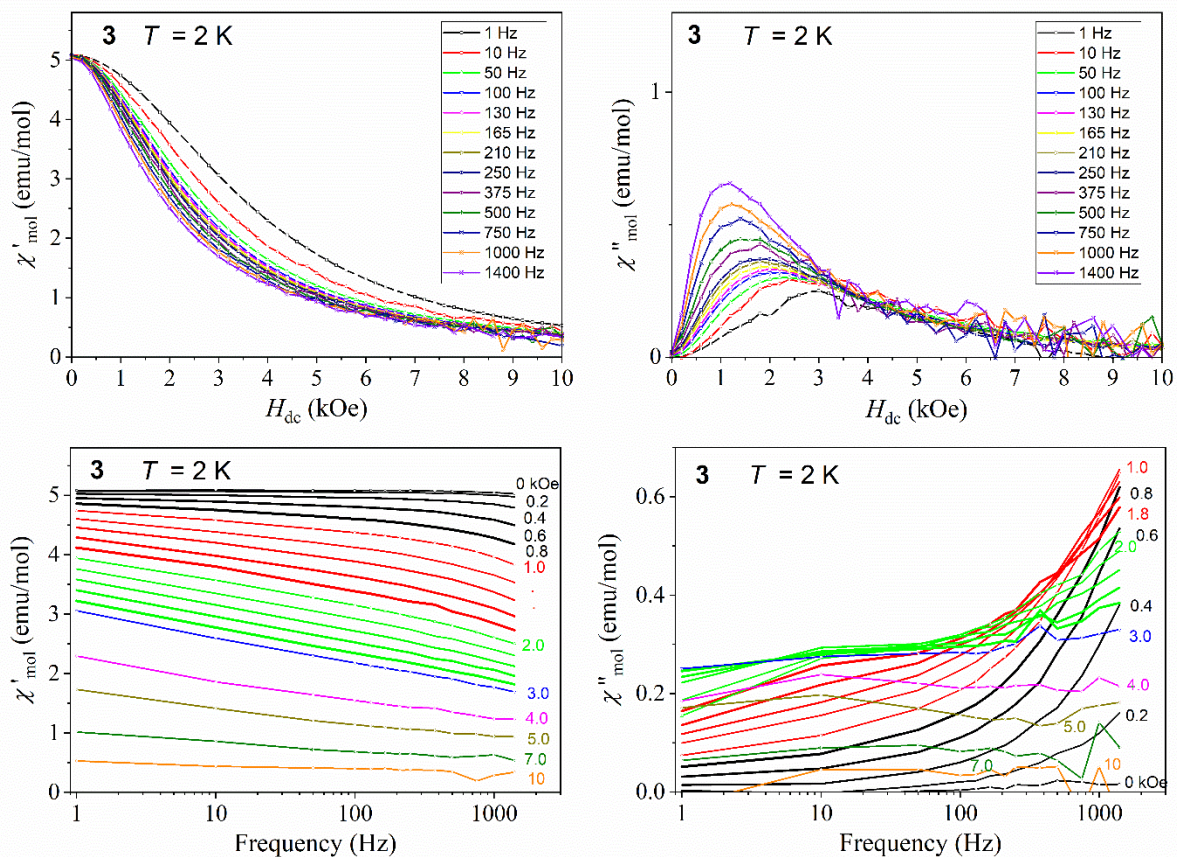 3 T = 2 K
1 Hz
10 Hz
50 Hz
100 Hz
130 Hz
165 Hz
210 Hz
250 Hz
375 Hz
500 Hz
750 Hz
1000 Hz
1400 Hz
χ'mol (emu/mol)
5
4
3
2
1
0
0 1 2 3 4 5 6 7 8 9 10
Hdc (kOe)
3 T = 2 K
1 Hz
10 Hz
50 Hz
100 Hz
130 Hz
165 Hz
210 Hz
250 Hz
375 Hz
500 Hz
750 Hz
1000 Hz
1400 Hz
χ''mol (emu/mol)
1
0
0 1 2 3 4 5 6 7 8 9 10
Hdc (kOe)
3 T = 2 K
χ'mol (emu/mol)
5
4
3
2
1
0
0 kOe
0.2
0.4
0.6
0.8
1.0
2.0
3.0
4.0
5.0
7.0
10
1 10 100 1000
Frequency (Hz)
3 T = 2 K
χ''mol (emu/mol)
0.6
0.4
0.2
0.0
1.0
0.8
1.8
0.6
2.0
0.4
3.0
4.0
5.0
0.2
7.0
10
0 kOe
1 10 100 1000
Frequency (Hz)